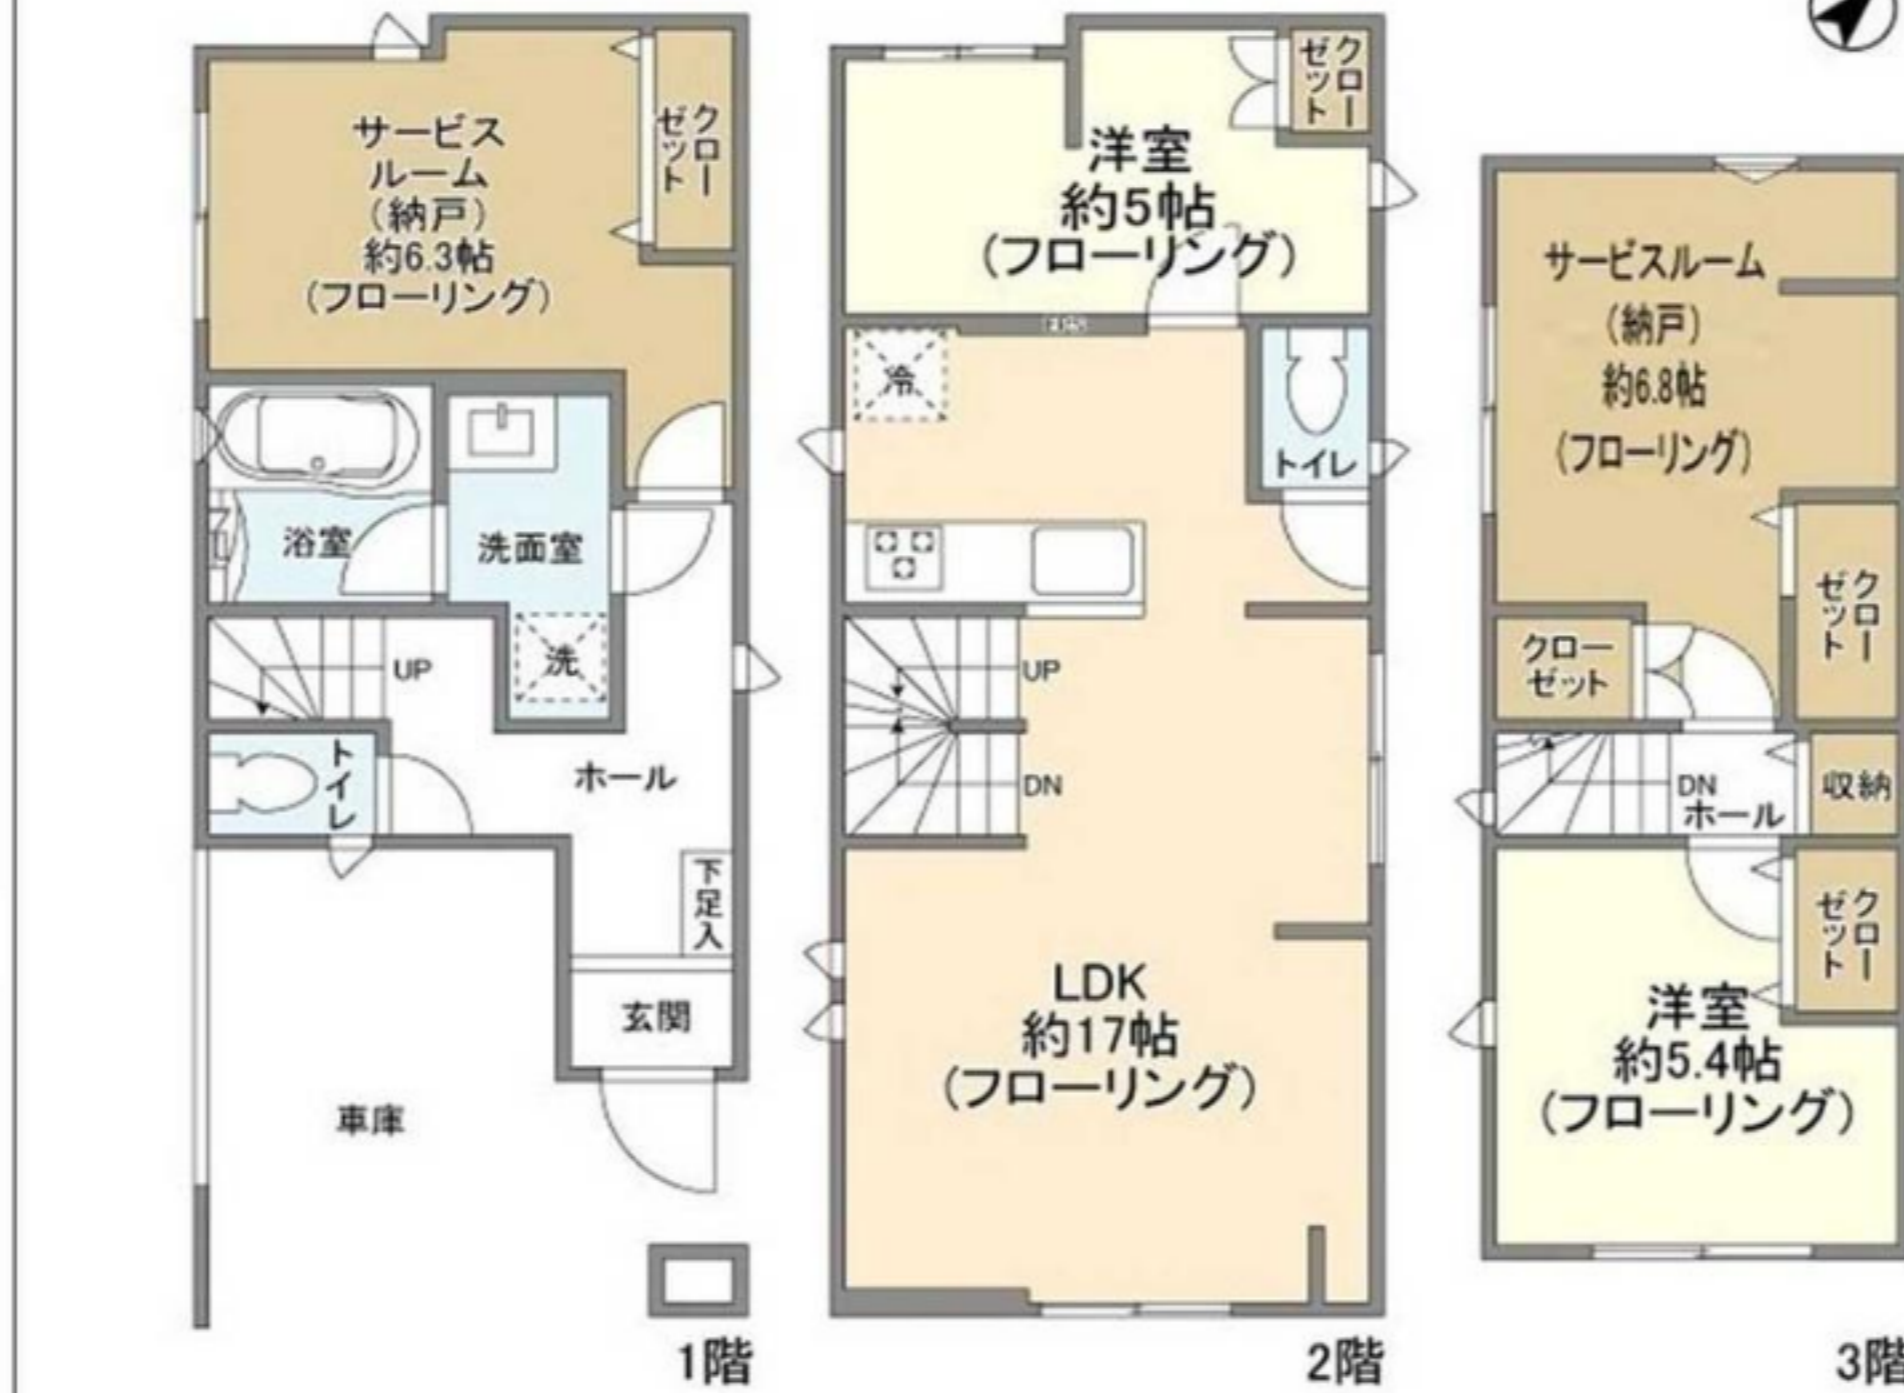 サービス
ルーム
（納戸）
約6.3帖
（フローリング）
クロー
ゼット
浴室
洗面室
洗
UP
トイレ
ホール
下足入
玄関
車庫
1階
洋室
約5帖
（フローリング）
クロー
ゼット
冷
トイレ
UP
DN
LDK
約17帖
（フローリング）
2階
サービスルーム
（納戸）
約6.8帖
（フローリング）
クロー
ゼット
クロー
ゼット
DN
ホール
収納
クロー
ゼット
洋室
約5.4帖
（フローリング）
3階